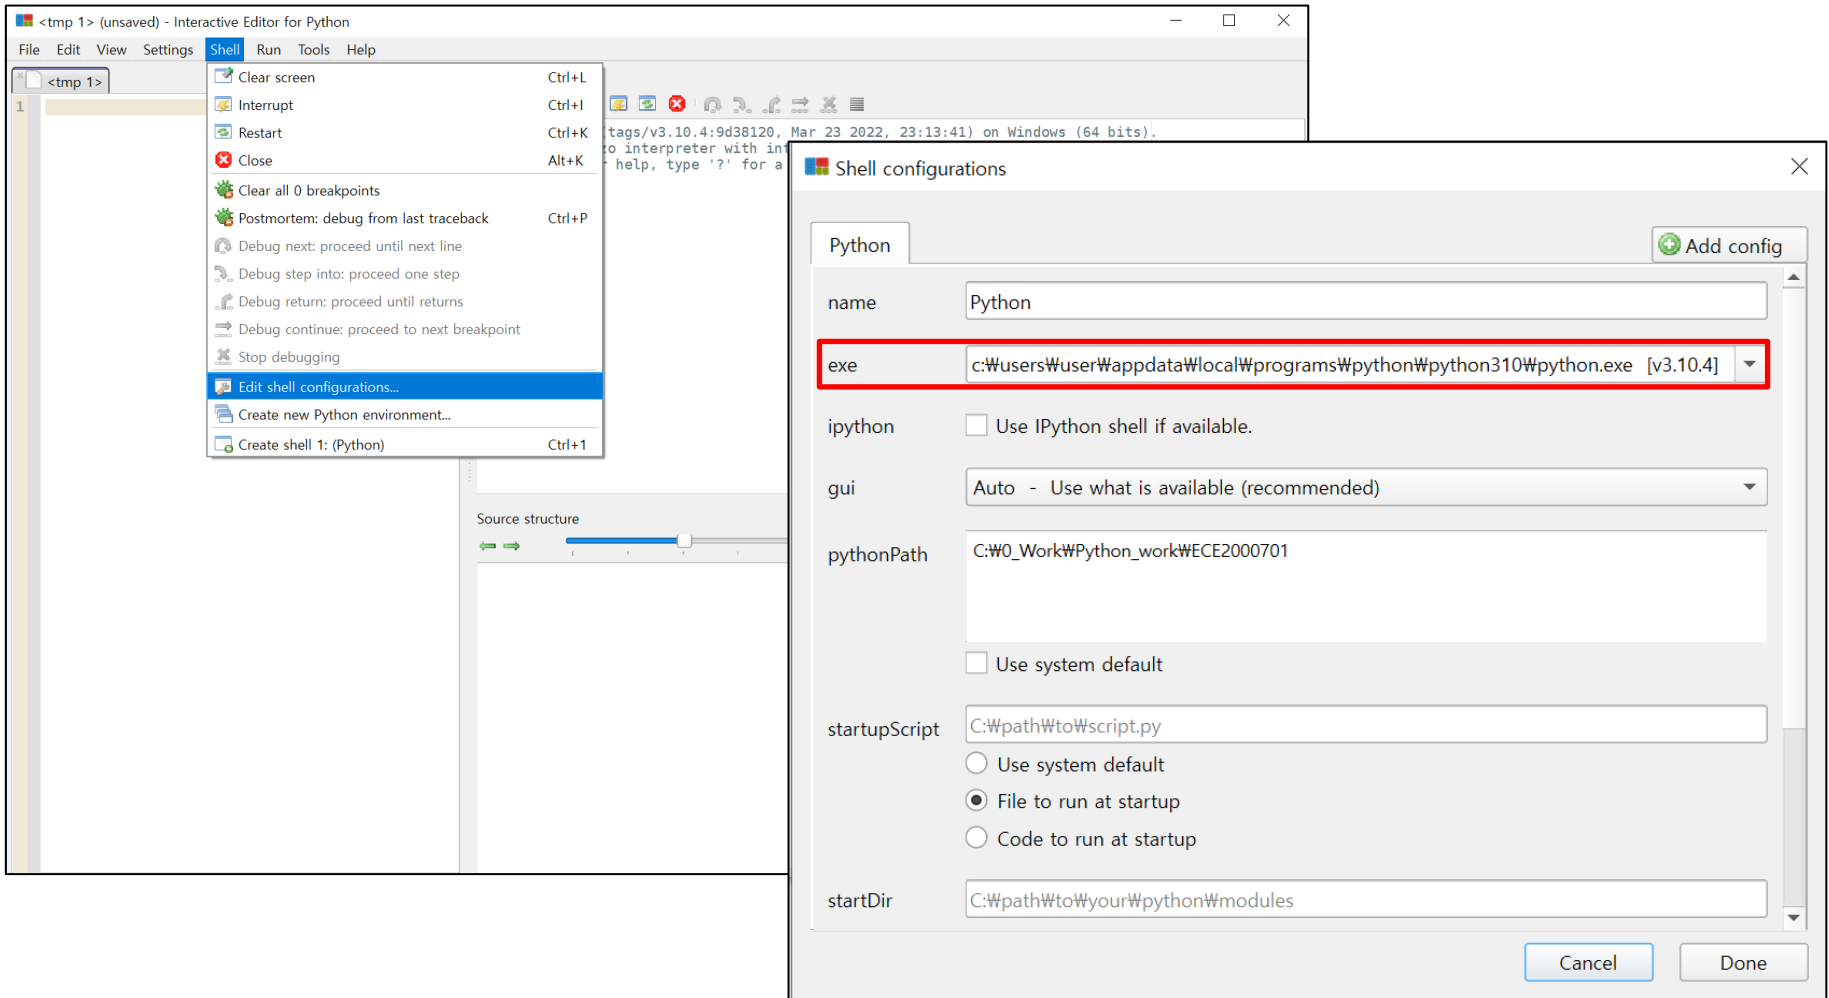 <tmp 1> (unsaved) - Interactive Editor for Python
File Edit View Settings Shell Run Tools Help
<tmp 1>
1
Clear screen Ctrl+L
Interrupt Ctrl+I
Restart Ctrl+K
Close Alt+K
Clear all 0 breakpoints
Postmortem: debug from last traceback Ctrl+P
Debug next: proceed until next line
Debug step into: proceed one step
Debug return: proceed until returns
Debug continue: proceed to next breakpoint
Stop debugging
Edit shell configurations...
Create new Python environment...
Create shell 1: (Python) Ctrl+1
(tags/v3.10.4:9d38120, Mar 23 2022, 23:13:41) on Windows (64 bits).
o interpreter with int
r help, type '?' for a
Source structure
Shell configurations
Python
Add config
name Python
exe c:₩users₩user₩appdata₩local₩programs₩python₩python310₩python.exe [v3.10.4]
ipython Use IPython shell if available.
gui Auto - Use what is available (recommended)
pythonPath C:₩0_Work₩Python_work₩ECE2000701
Use system default
startupScript C:₩path₩to₩script.py
Use system default
File to run at startup
Code to run at startup
startDir C:₩path₩to₩your₩python₩modules
Cancel Done